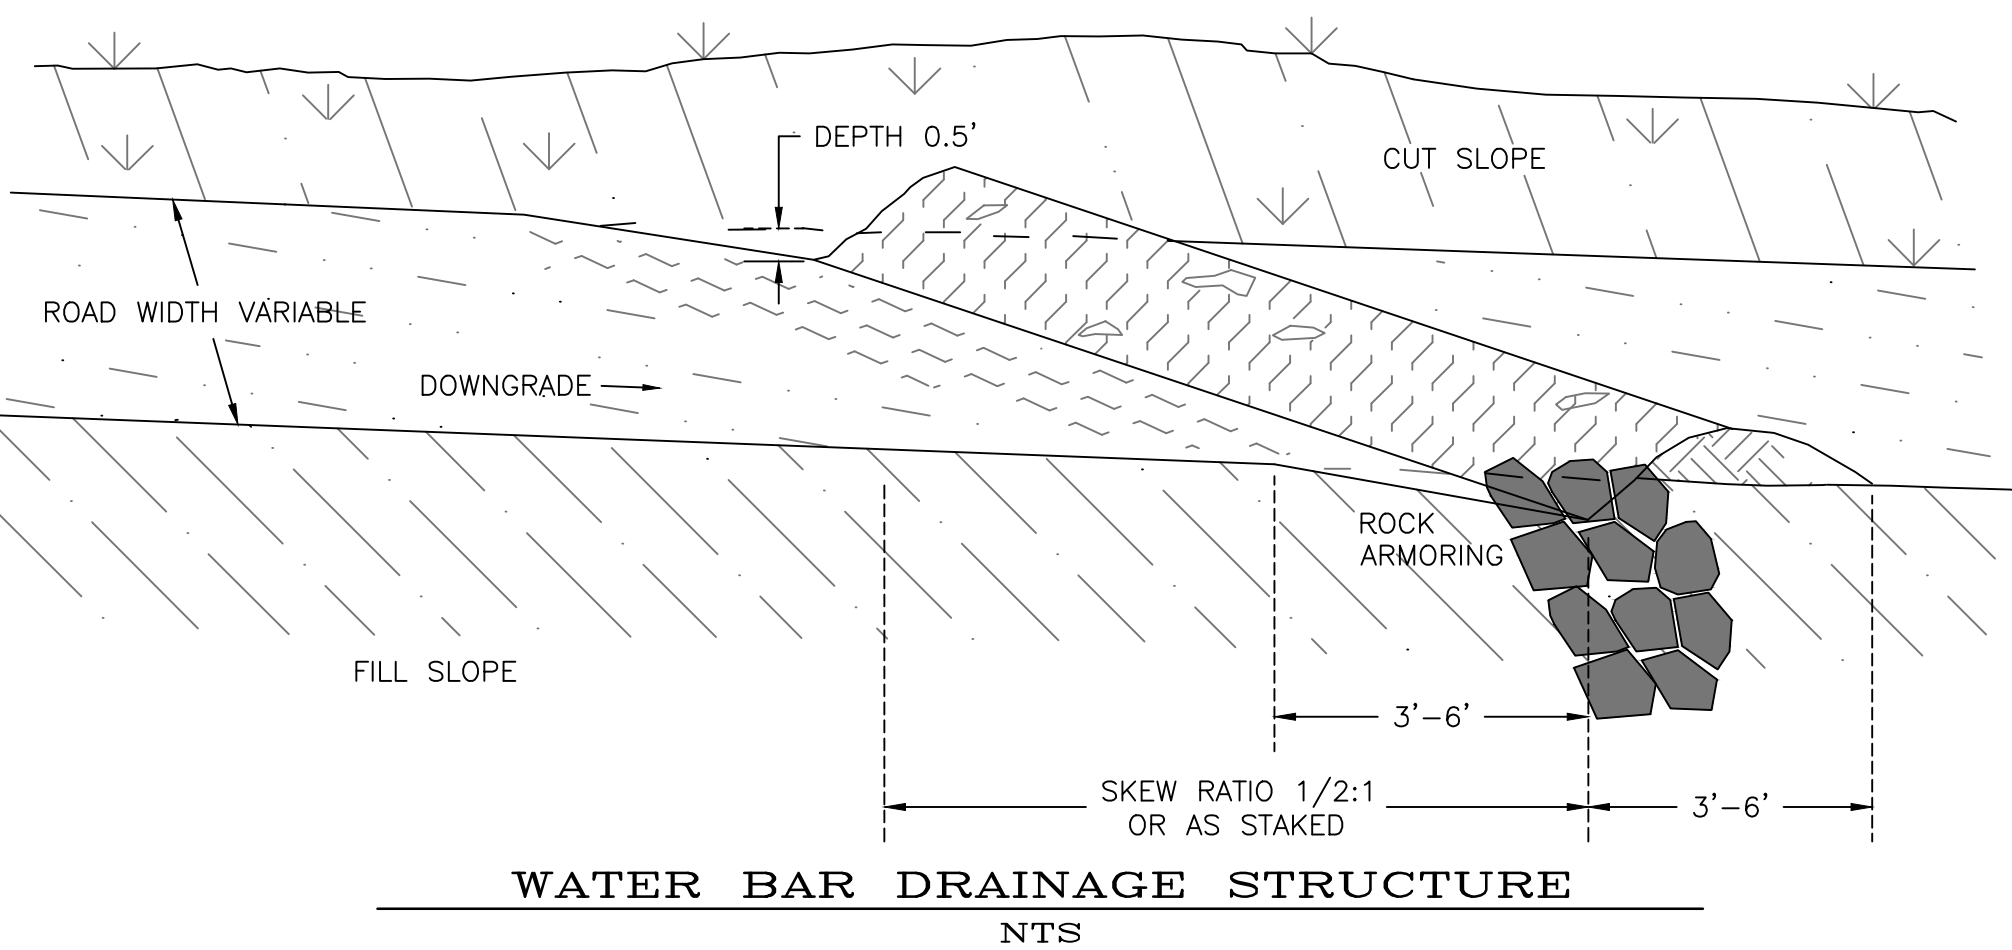 DEPTH 0.5'
CUT SLOPE
ROAD WIDTH VARIABLE
DOWNGRADE
ROCK
ARMORING
FILL SLOPE
3'-6'
SKEW RATIO 1/2:1
OR AS STAKED
3'-6'
WATER BAR DRAINAGE STRUCTURE
NTS